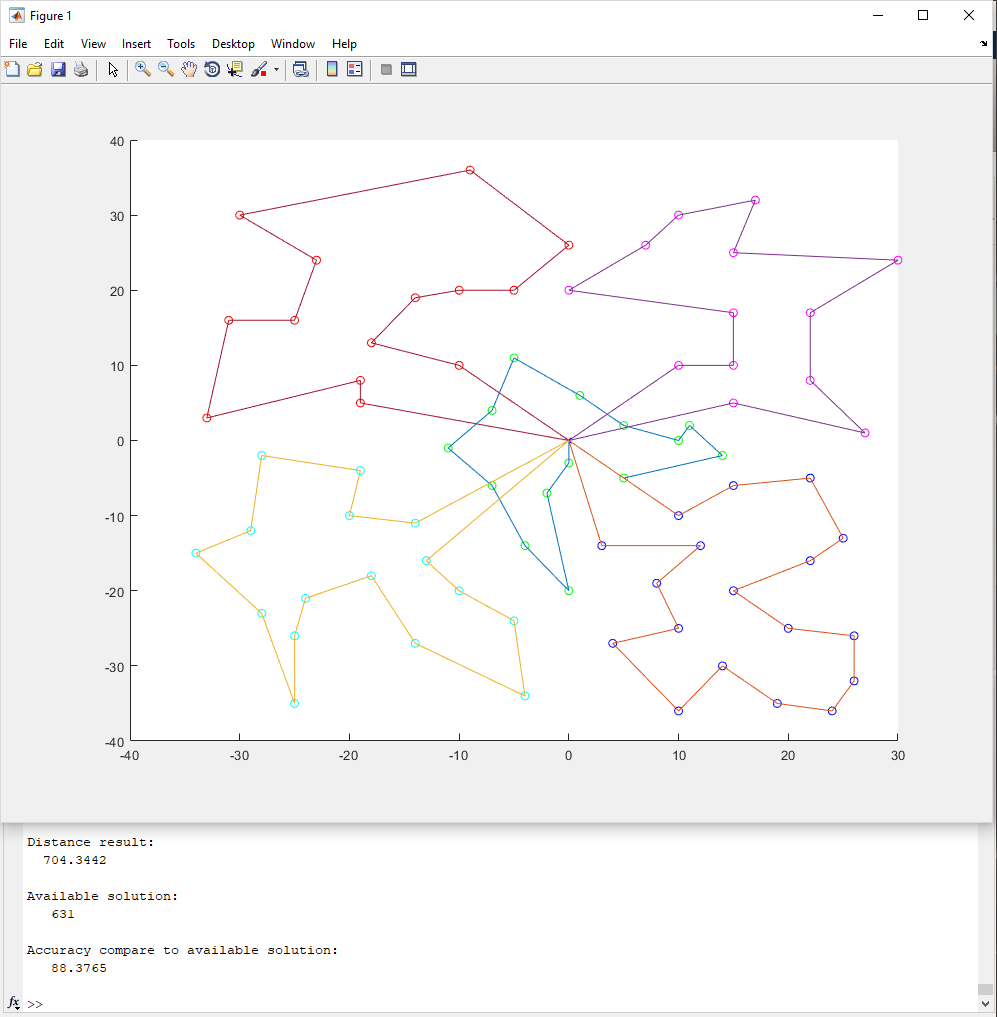 Figure 1
File Edit View Insert Tools Desktop Window Help
40
30
20
10
0
-10
-20
-30
-40
-40 -30 -20 -10 0 10 20 30
Distance result:
704.3442
Available solution:
631
Accuracy compare to available solution:
88.3765
fx >>